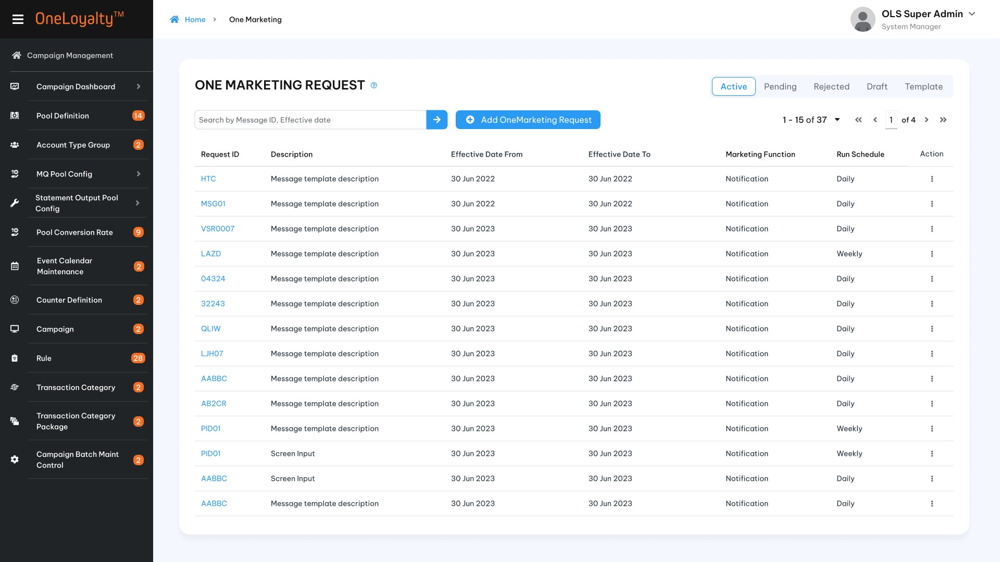 OneLoyalty™
Home
One Marketing
OLS Super Admin
System Manager
Campaign Management
Campaign Dashboard
Pool Definition
14
Account Type Group
2
MQ Pool Config
Statement Output Pool
Config
Pool Conversion Rate
9
Event Calendar
Maintenance
2
Counter Definition
2
Campaign
2
Rule
28
Transaction Category
2
Transaction Category
Package
2
Campaign Batch Maint
Control
2
ONE MARKETING REQUEST
Active Pending Rejected Draft Template
Search by Message ID, Effective date
Add OneMarketing Request
1 - 15 of 37
1 of 4
Request ID Description Effective Date From Effective Date To Marketing Function Run Schedule Action
HTC Message template description 30 Jun 2022 30 Jun 2022 Notification Daily
MSG01 Message template description 30 Jun 2022 30 Jun 2022 Notification Daily
VSR0007 Message template description 30 Jun 2023 30 Jun 2023 Notification Daily
LAZD Message template description 30 Jun 2023 30 Jun 2023 Notification Weekly
04324 Message template description 30 Jun 2023 30 Jun 2023 Notification Daily
32243 Message template description 30 Jun 2023 30 Jun 2023 Notification Daily
QLIW Message template description 30 Jun 2023 30 Jun 2023 Notification Daily
LJH07 Message template description 30 Jun 2023 30 Jun 2023 Notification Daily
AABBC Message template description 30 Jun 2023 30 Jun 2023 Notification Daily
AB2CR Message template description 30 Jun 2023 30 Jun 2023 Notification Daily
PID01 Message template description 30 Jun 2023 30 Jun 2023 Notification Weekly
PID01 Screen Input 30 Jun 2023 30 Jun 2023 Notification Weekly
AABBC Screen Input 30 Jun 2023 30 Jun 2023 Notification Daily
AABBC Message template description 30 Jun 2023 30 Jun 2023 Notification Daily